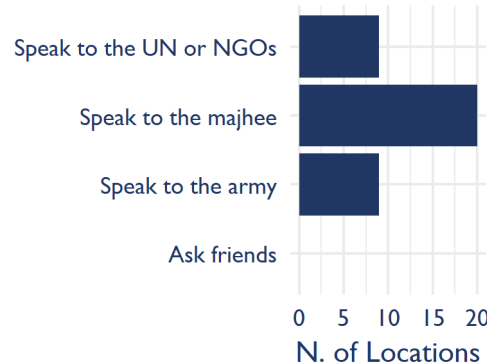 Speak to the UN or NGOs
Speak to the majhee
Speak to the army
Ask friends
0 5 10 15 20
N. of Locations